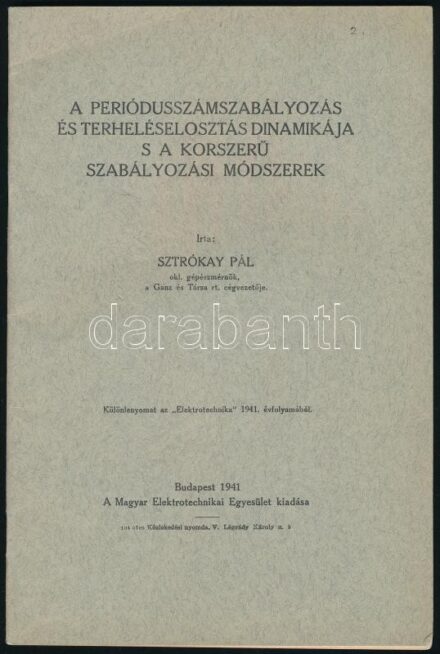 2.
A PERIÓDUSSZÁMSZABÁLYOZÁS
ÉS TERHELÉSELOSZTÁS DINAMIKÁJA
S A KORSZERŰ
SZABÁLYOZÁSI MÓDSZEREK
Irta:
SZTRÓKAY PÁL
okl. gépészmérnök,
a Ganz és Társa rt. cégvezetője.
darabanth
Különlenyomat az „Elektrotechnika" 1941. évfolyamából.
Budapest 1941
A Magyar Elektrotechnikai Egyesület kiadása
Közlekedési nyomda, V. Légrády Károly u.